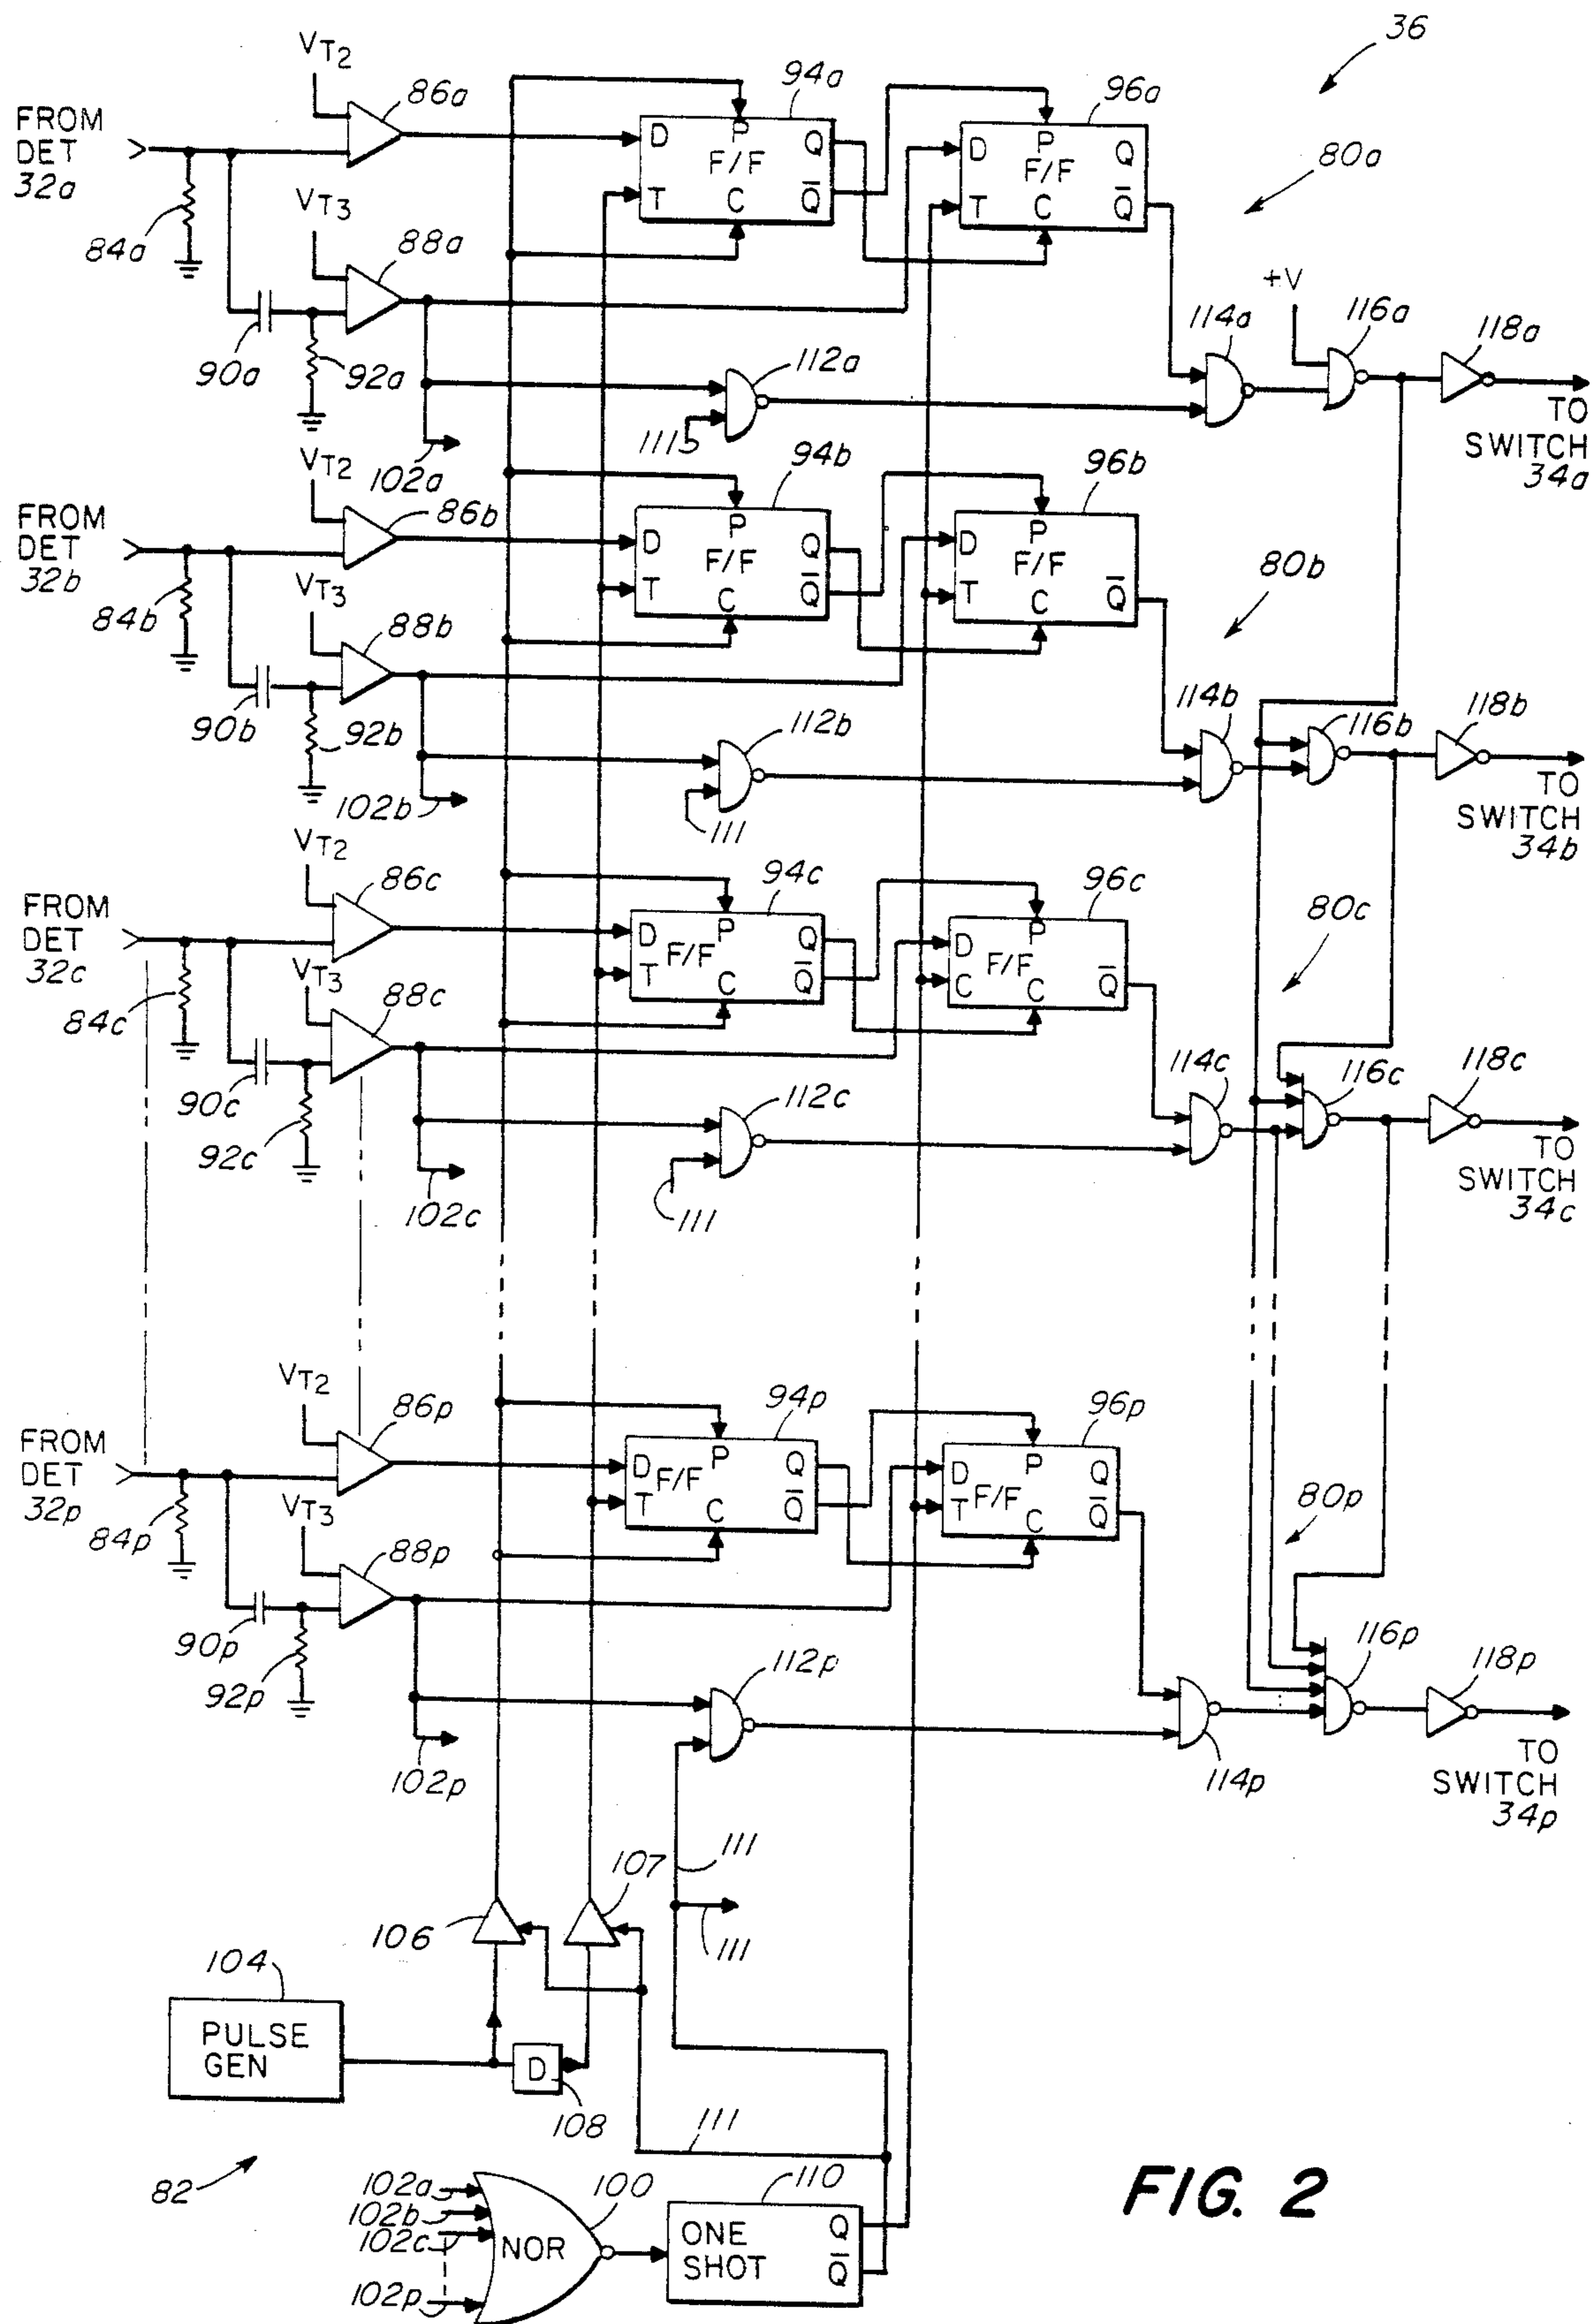 36
VT2
86a
94a
96a
80a
FROM
DET
32a
D
P
F/F
T
C
Q
Q̅
D
P
F/F
T
C
Q
Q̅
84a
VT3
88a
90a
92a
+V
114a
116a
118a
112a
111
102a
TO
SWITCH
34a
VT2
86b
94b
96b
FROM
DET
32b
D
P
F/F
T
C
Q
Q̅
D
P
F/F
T
C
Q̅
80b
84b
VT3
88b
90b
92b
112b
114b
116b
118b
102b
111
TO
SWITCH
34b
VT2
86c
94c
96c
80c
FROM
DET
32c
D
P
F/F
T
C
Q
Q̅
D
P
F/F
C
C
Q̅
84c
VT3
88c
90c
92c
112c
114c
116c
118c
102c
111
TO
SWITCH
34c
VT2
86p
94p
96p
80p
FROM
DET
32p
D
P
F/F
T
C
Q
Q̅
D
P
F/F
T
C
Q
Q̅
84p
VT3
88p
90p
92p
112p
114p
116p
118p
102p
TO
SWITCH
34p
111
107
106
111
104
PULSE
GEN
D
108
111
82
102a
102b
102c
102p
100
NOR
110
ONE
SHOT
Q
Q̅
FIG. 2